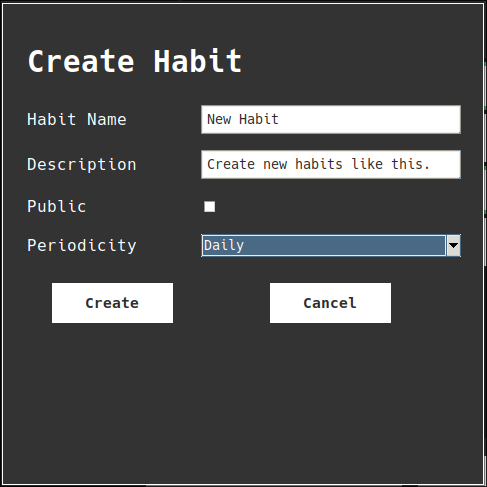 Create Habit
Habit Name New Habit
Description Create new habits like this.
Public
Periodicity Daily
Create Cancel